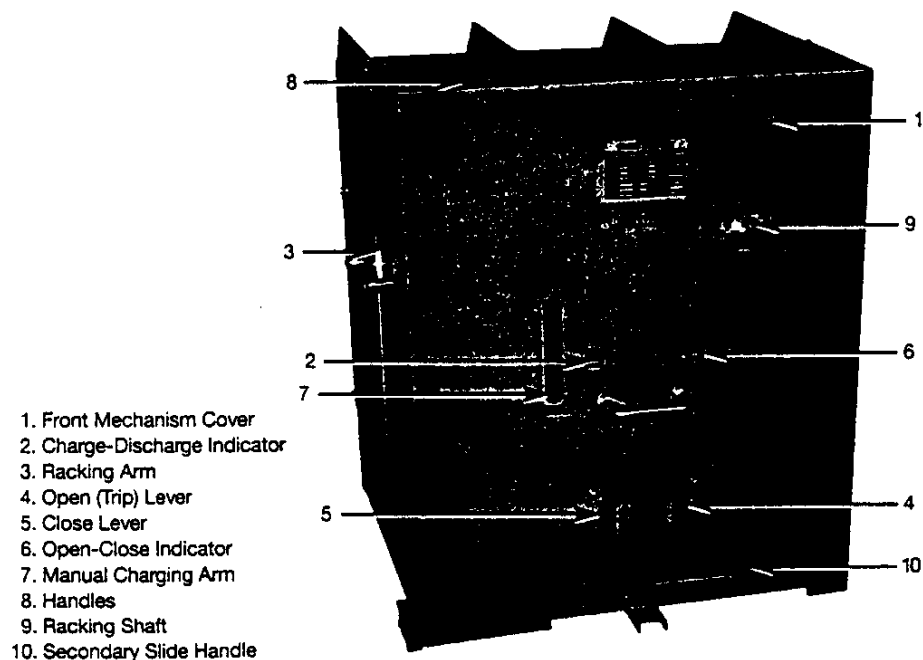 8
1
9
3
2
6
7
5
4
10
1. Front Mechanism Cover
2. Charge-Discharge Indicator
3. Racking Arm
4. Open (Trip) Lever
5. Close Lever
6. Open-Close Indicator
7. Manual Charging Arm
8. Handles
9. Racking Shaft
10. Secondary Slide Handle